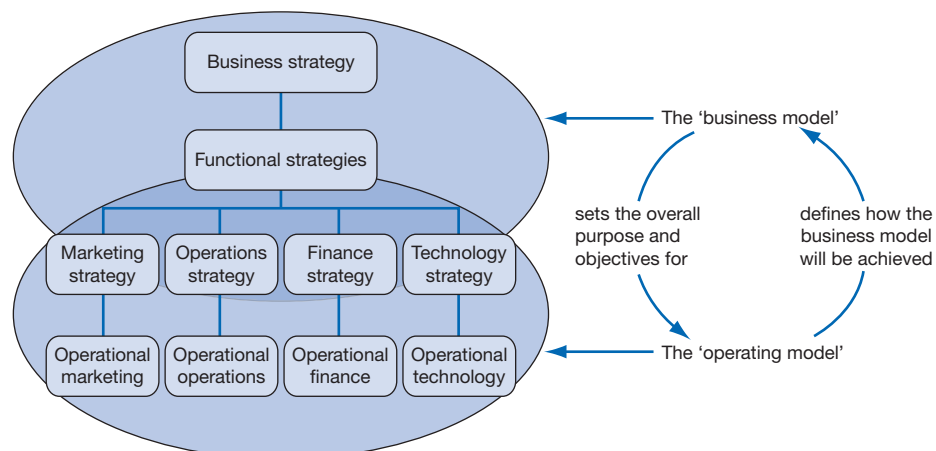 Business strategy
The ‘business model’
Functional strategies
sets the overall
purpose and
objectives for
defines how the
business model
will be achieved
Marketing
strategy
Operations
strategy
Finance
strategy
Technology
strategy
Operational
marketing
Operational
operations
Operational
finance
Operational
technology
The ‘operating model’